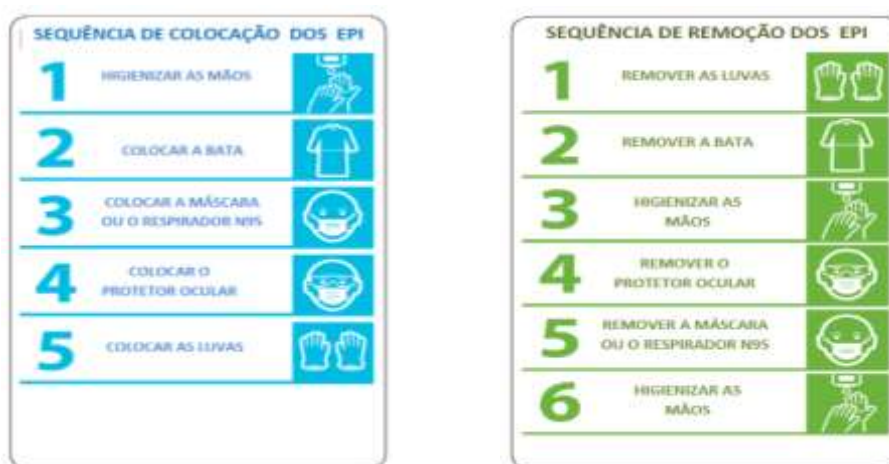 SEQUÊNCIA DE COLOCAÇÃO DOS EPI
1
HIGIENIZAR AS MÃOS
2
COLOCAR A BATA
3
COLOCAR A MÁSCARA
OU O RESPIRADOR N95
4
COLOCAR O
PROTETOR OCULAR
5
COLOCAR AS LUVAS
SEQUÊNCIA DE REMOÇÃO DOS EPI
1
REMOVER AS LUVAS
2
REMOVER A BATA
3
HIGIENIZAR AS
MÃOS
4
REMOVER O
PROTETOR OCULAR
5
REMOVER A MÁSCARA
OU O RESPIRADOR N95
6
HIGIENIZAR AS
MÃOS